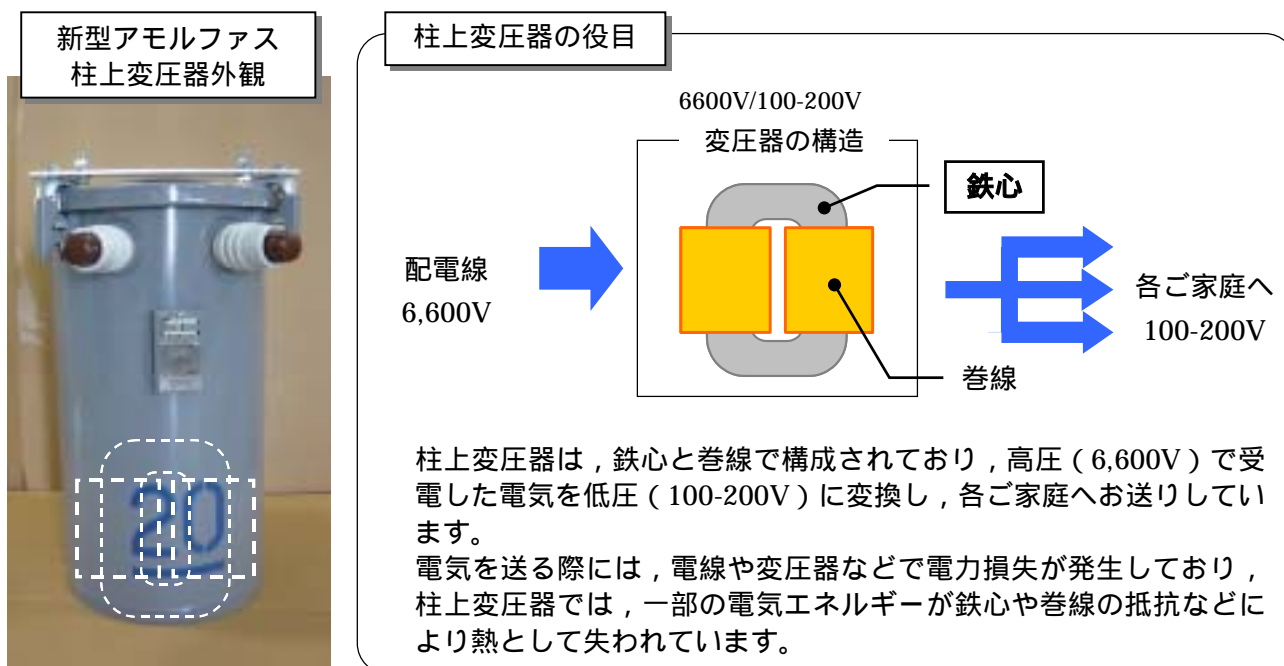 新型アモルファス
柱上変圧器外観
20
柱上変圧器の役目
6600V/100-200V
変圧器の構造
鉄心
配電線
6,600V
各ご家庭へ
100-200V
巻線
柱上変圧器は，鉄心と巻線で構成されており，高圧（6,600V）で受
電した電気を低圧（100-200V）に変換し，各ご家庭へお送りしてい
ます。
電気を送る際には，電線や変圧器などで電力損失が発生しており，
柱上変圧器では，一部の電気エネルギーが鉄心や巻線の抵抗などに
より熱として失われています。